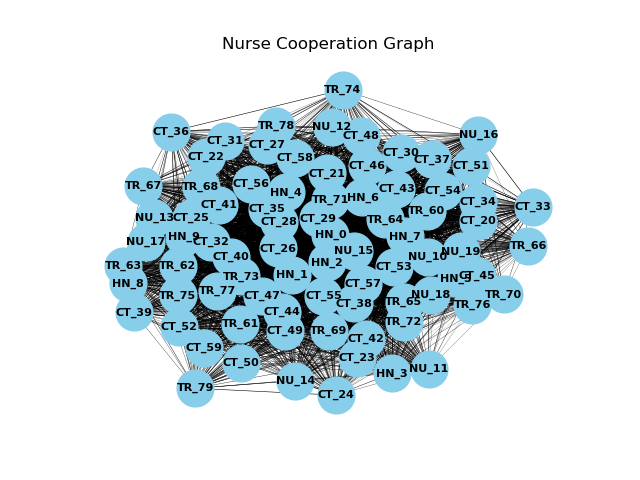 Nurse Cooperation Graph
TR_74
CT_36
TR_78
NU_12
CT_48
NU_16
CT_31
CT_27
CT_22
CT_58
CT_30
CT_37
CT_46
CT_51
CT_21
TR_67
TR_68
CT_56
HN_4
CT_43
CT_54
HN_6
TR_71
CT_34
CT_33
CT_41
CT_35
TR_60
NU_13
CT_25
CT_28
CT_29
TR_64
CT_20
HN_0
HN_9
HN_7
NU_17
CT_32
TR_66
CT_26
NU_15
NU_19
CT_40
NU_10
HN_2
TR_63
TR_62
CT_53
HN_1
TR_73
CT_45
HN_8
CT_57
TR_77
TR_75
CT_47
CT_55
NU_18
TR_70
CT_38
TR_65
TR_76
CT_39
CT_44
TR_61
TR_72
CT_52
CT_49
TR_69
CT_42
CT_59
CT_23
CT_50
NU_11
HN_3
NU_14
TR_79
CT_24